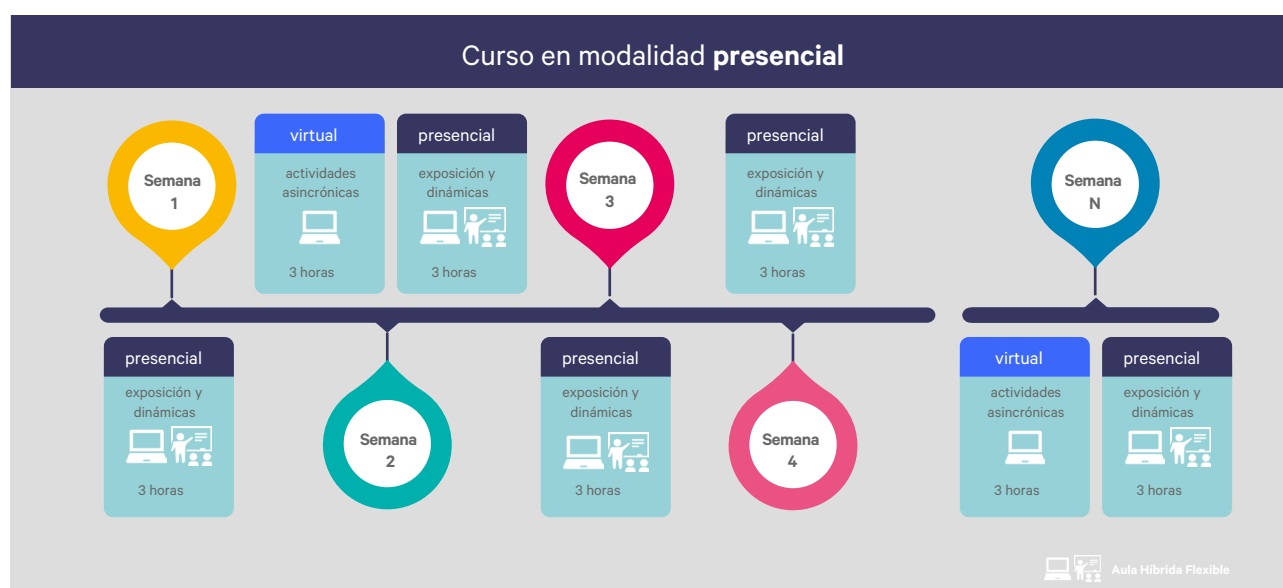 Curso en modalidad presencial
Semana
1
presencial
exposición y
dinámicas
3 horas
virtual
actividades
asincrónicas
3 horas
presencial
exposición y
dinámicas
3 horas
Semana
2
Semana
3
presencial
exposición y
dinámicas
3 horas
presencial
exposición y
dinámicas
3 horas
Semana
4
Semana
N
virtual
actividades
asincrónicas
3 horas
presencial
exposición y
dinámicas
3 horas
Aula Híbrida Flexible